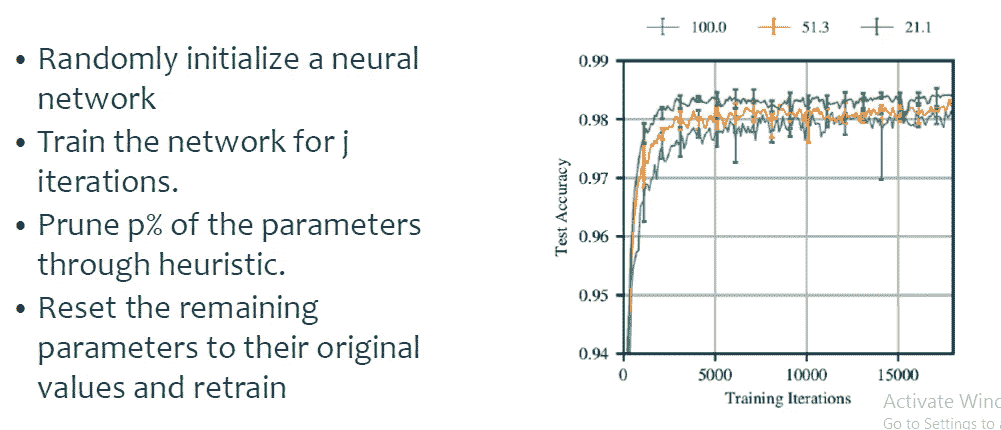 • Randomly initialize a neural
network
• Train the network for j
iterations.
• Prune p% of the parameters
through heuristic.
• Reset the remaining
parameters to their original
values and retrain
100.0 51.3 21.1
0.99
0.98
0.97
0.96
0.95
0.94
Test Accuracy
0 5000 10000 15000
Training Iterations
Activate Winc
Go to Settings to